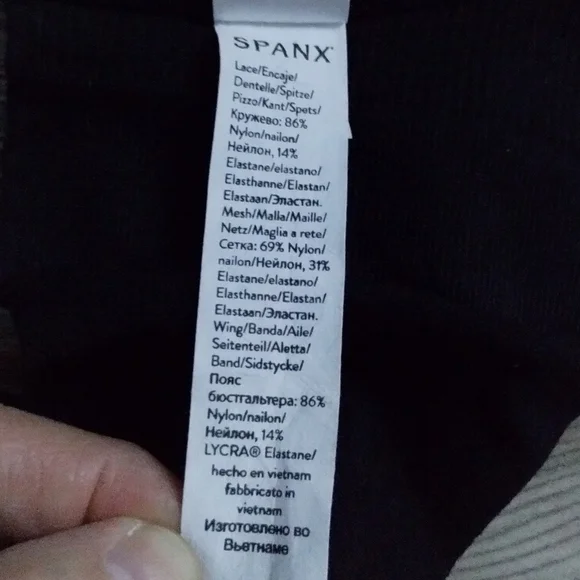 SPANX®
Lace/Encaje/
Dentelle/Spitze/
Pizzo/Kant/Spets/
Кружево: 86%
Nylon/nailon/
Нейлон, 14%
Elastane/elastano/
Elasthanne/Elastan/
Elastaan/Эластан.
Mesh/Malla/Maille/
Netz/Maglia a rete/
Сетка: 69% Nylon/
nailon/Нейлон, 31%
Elastane/elastano/
Elasthanne/Elastan/
Elastaan/Эластан.
Wing/Banda/Aile/
Seitenteil/Aletta/
Band/Sidstycke/
Пояс
бюстгальтера: 86%
Nylon/nailon/
Нейлон, 14%
LYCRA® Elastane/
hecho en vietnam
fabbricato in
vietnam
Изготовлено во
Вьетнаме